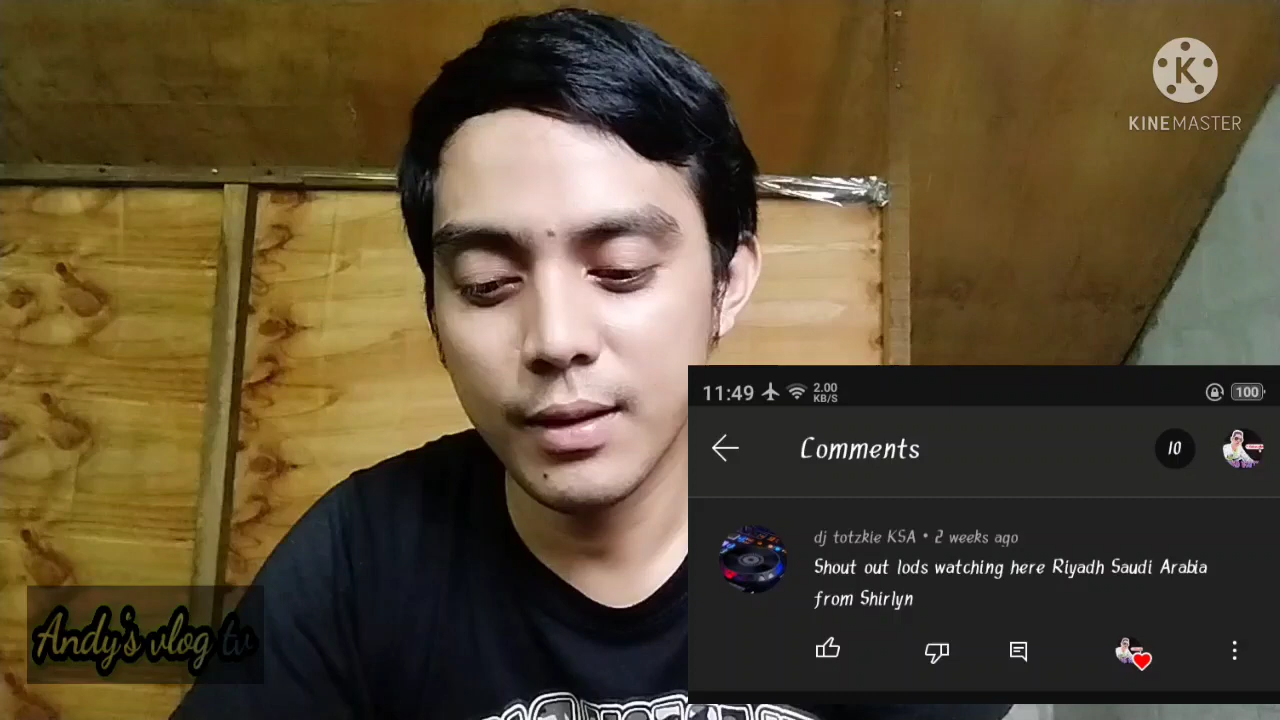 KINEMASTER
11:49
2.00
KB/S
100
Comments
10
dj totzkie KSA • 2 weeks ago
Shout out lods watching here Riyadh Saudi Arabia
from Shirlyn
Andy's vlog tv